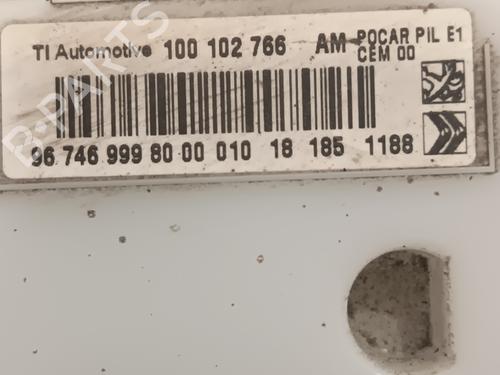 TI Automotive 100 102 766 AM POCAR PIL E1
CEM 00
96 746 999 80 00 010 18 185 1188
B-PARTS